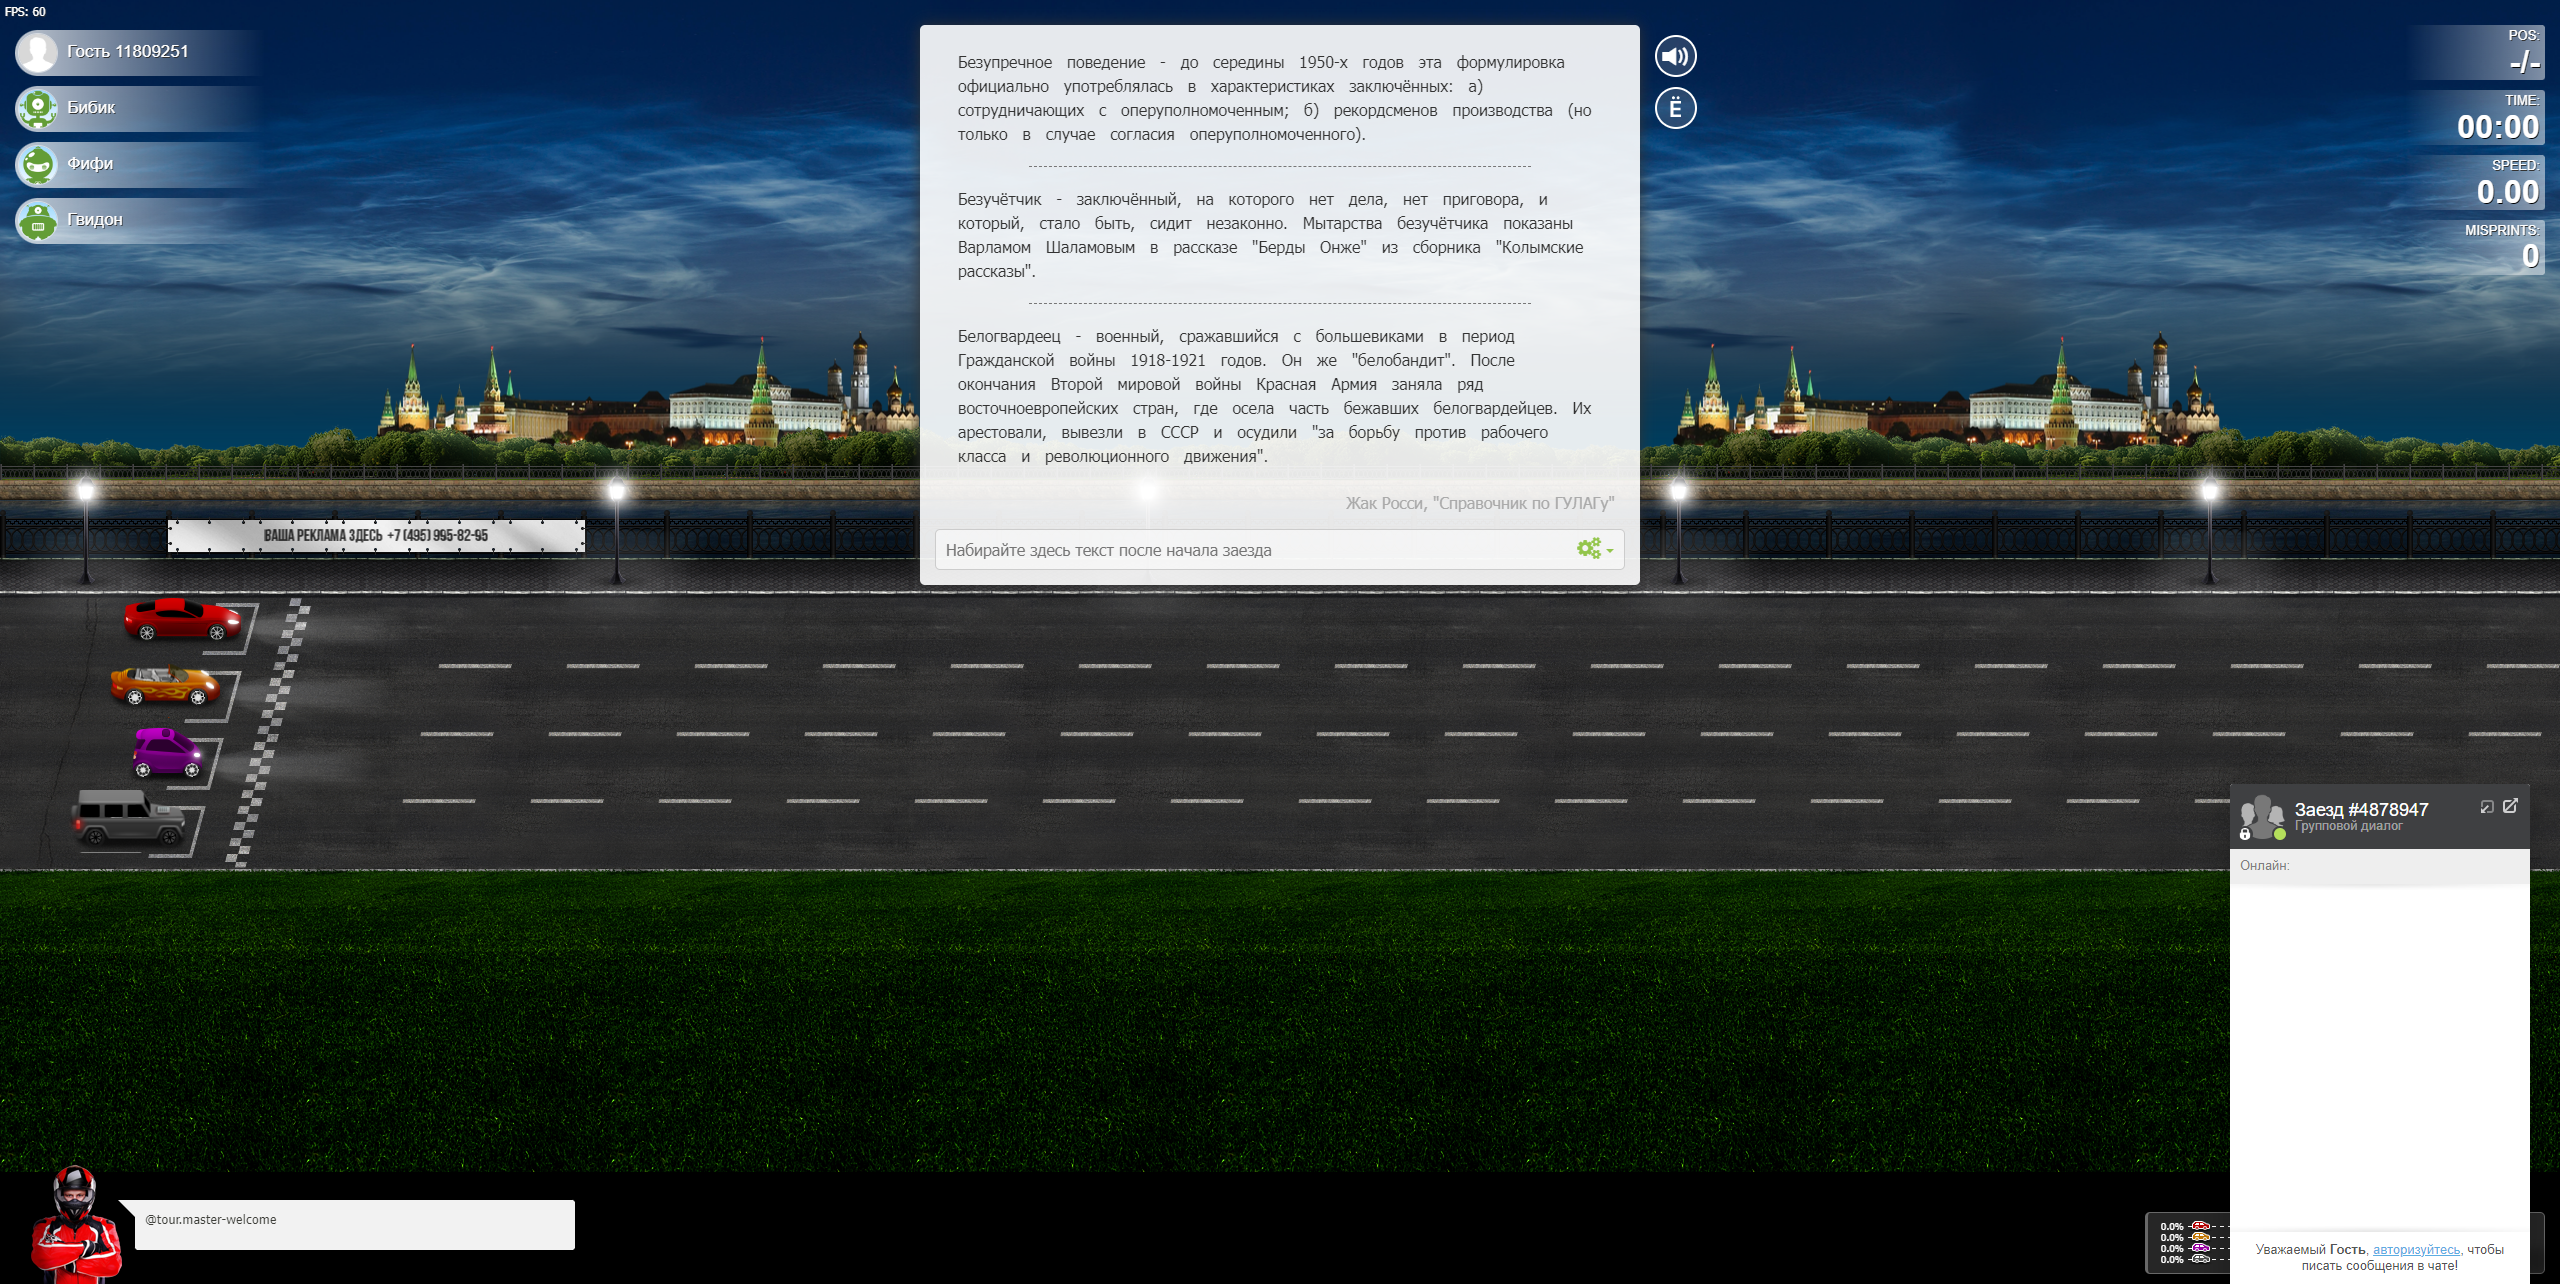 FPS: 60
Гость 11809251
Бибик
Фифи
Гвидон
Безупречное поведение - до середины 1950-х годов эта формулировка
официально употреблялась в характеристиках заключённых: а)
сотрудничающих с оперуполномоченным; б) рекордсменов производства (но
только в случае согласия оперуполномоченного).
Безучётчик - заключённый, на которого нет дела, нет приговора, и
который, стало быть, сидит незаконно. Мытарства безучётчика показаны
Варламом Шаламовым в рассказе "Берды Онже" из сборника "Колымские
рассказы".
Белогвардеец - военный, сражавшийся с большевиками в период
Гражданской войны 1918-1921 годов. Он же "белобандит". После
окончания Второй мировой войны Красная Армия заняла ряд
восточноевропейских стран, где осела часть бежавших белогвардейцев. Их
арестовали, вывезли в СССР и осудили "за борьбу против рабочего
класса и революционного движения".
Жак Росси, "Справочник по ГУЛАГу"
Набирайте здесь текст после начала заезда
Ё
POS:
-/-
TIME:
00:00
SPEED:
0.00
MISPRINTS:
0
ВАША РЕКЛАМА ЗДЕСЬ +7 (495) 995-82-95
Заезд #4878947
Групповой диалог
Онлайн:
Уважаемый Гость, авторизуйтесь, чтобы
писать сообщения в чате!
@tour.master-welcome
0.0%
0.0%
0.0%
0.0%